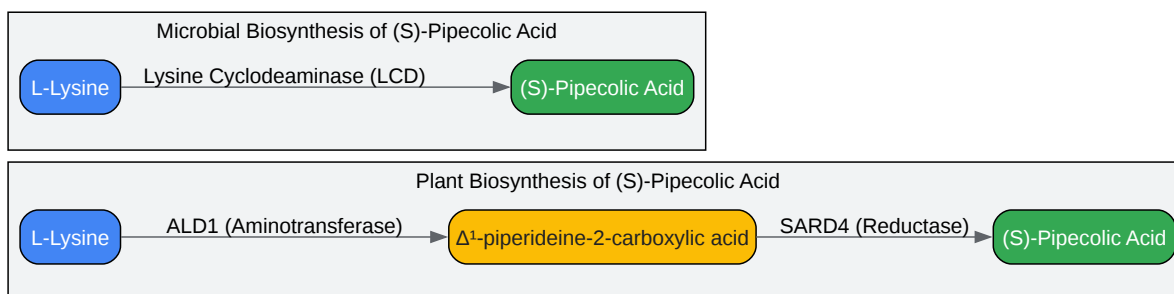 Microbial Biosynthesis of (S)-Pipecolic Acid
L-Lysine
Lysine Cyclodeaminase (LCD)
(S)-Pipecolic Acid
Plant Biosynthesis of (S)-Pipecolic Acid
L-Lysine
ALD1 (Aminotransferase)
Δ¹-piperideine-2-carboxylic acid
SARD4 (Reductase)
(S)-Pipecolic Acid